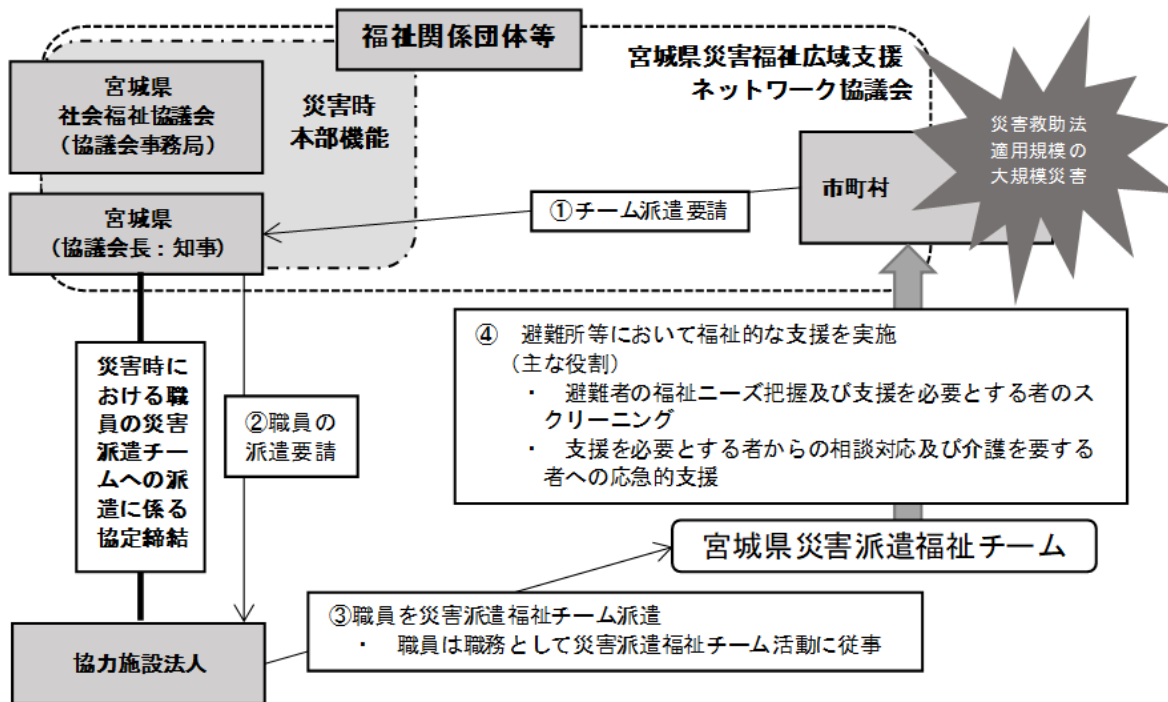 福祉関係団体等
宮城県災害福祉広域支援
ネットワーク協議会
宮城県
社会福祉協議会
（協議会事務局）
災害時
本部機能
災害救助法
適用規模の
大規模災害
市町村
①チーム派遣要請
宮城県
（協議会長：知事）
災害時に
おける職
員の災害
派遣チー
ムへの派
遣に係る
協定締結
②職員の
派遣要請
④　避難所等において福祉的な支援を実施
（主な役割）
・　避難者の福祉ニーズ把握及び支援を必要とする者のス
クリーニング
・　支援を必要とする者からの相談対応及び介護を要する
者への応急的支援
宮城県災害派遣福祉チーム
③職員を災害派遣福祉チーム派遣
・　職員は職務として災害派遣福祉チーム活動に従事
協力施設法人